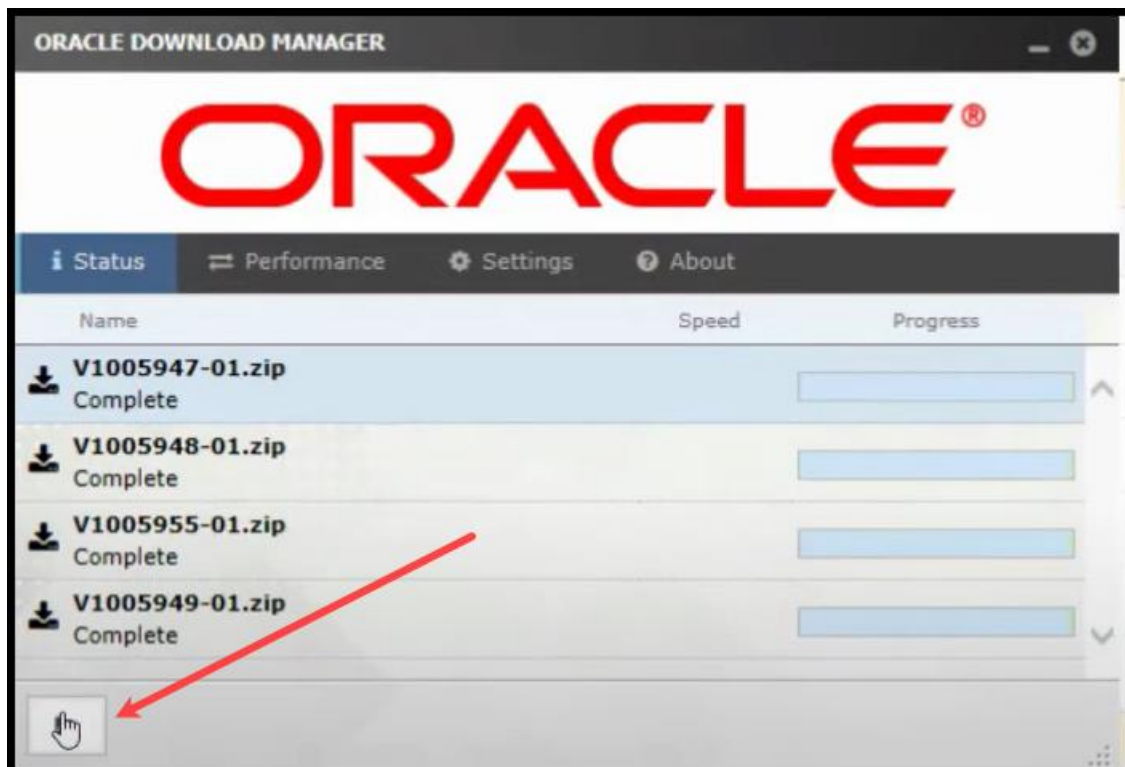 ORACLE DOWNLOAD MANAGER
ORACLE®
Status Performance Settings About
Name Speed Progress
V1005947-01.zip
Complete
V1005948-01.zip
Complete
V1005955-01.zip
Complete
V1005949-01.zip
Complete